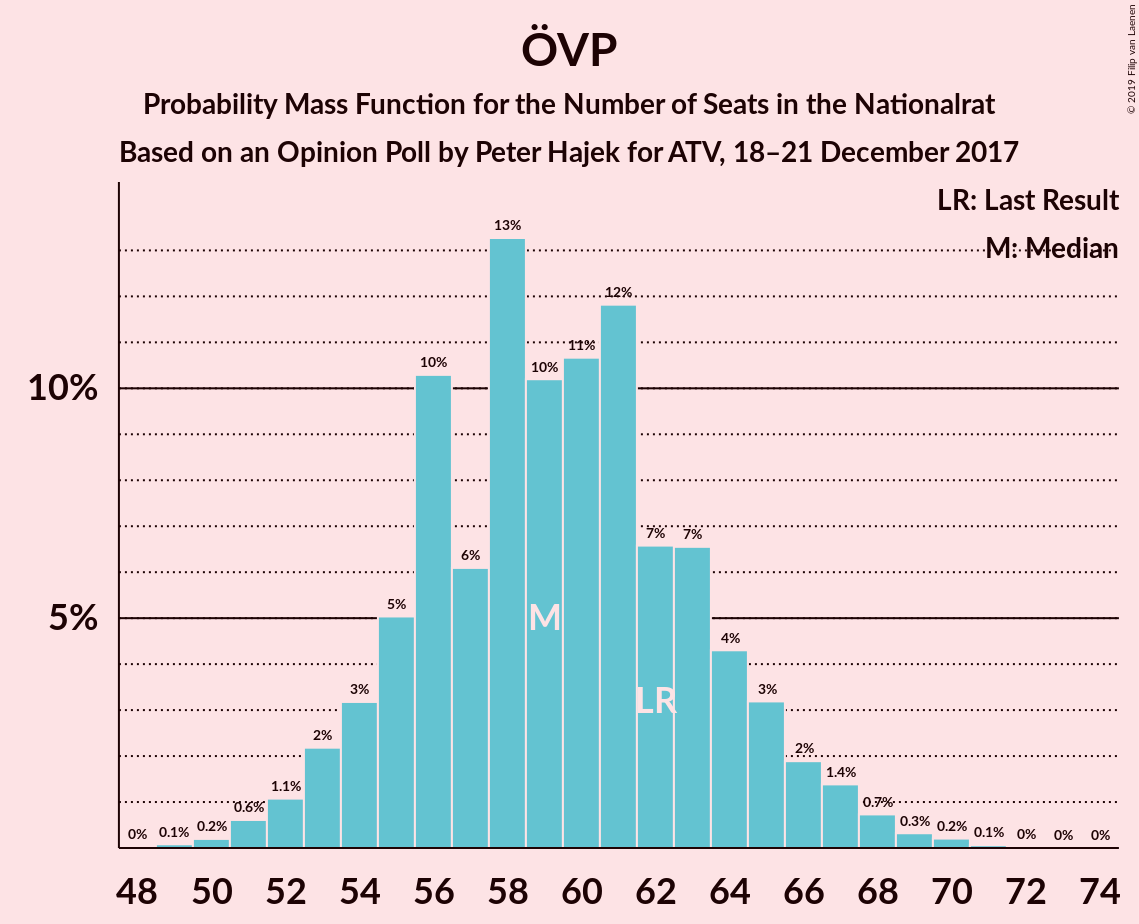 ÖVP
Probability Mass Function for the Number of Seats in the Nationalrat
Based on an Opinion Poll by Peter Hajek for ATV, 18–21 December 2017
© 2019 Filip van Laenen
LR: Last Result
M: Median
10%
5%
0% 0.1% 0.2% 0.6% 1.1% 2% 3% 5% 10% 6% 13% 10% 11% 12% 7% 7% 4% 3% 2% 1.4% 0.7% 0.3% 0.2% 0.1% 0% 0% 0%
M
LR
48 50 52 54 56 58 60 62 64 66 68 70 72 74